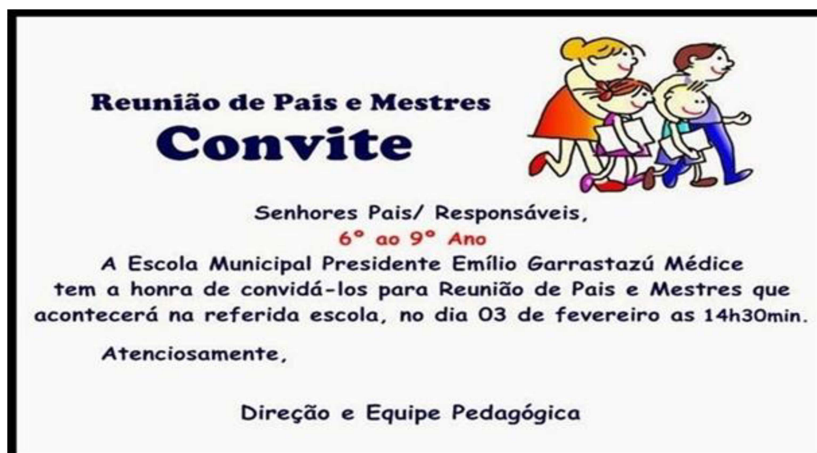 Reunião de Pais e Mestres
Convite
Senhores Pais/ Responsáveis,
6º ao 9º Ano
A Escola Municipal Presidente Emílio Garrastazú Médice
tem a honra de convidá-los para Reunião de Pais e Mestres que
acontecerá na referida escola, no dia 03 de fevereiro as 14h30min.
Atenciosamente,
Direção e Equipe Pedagógica